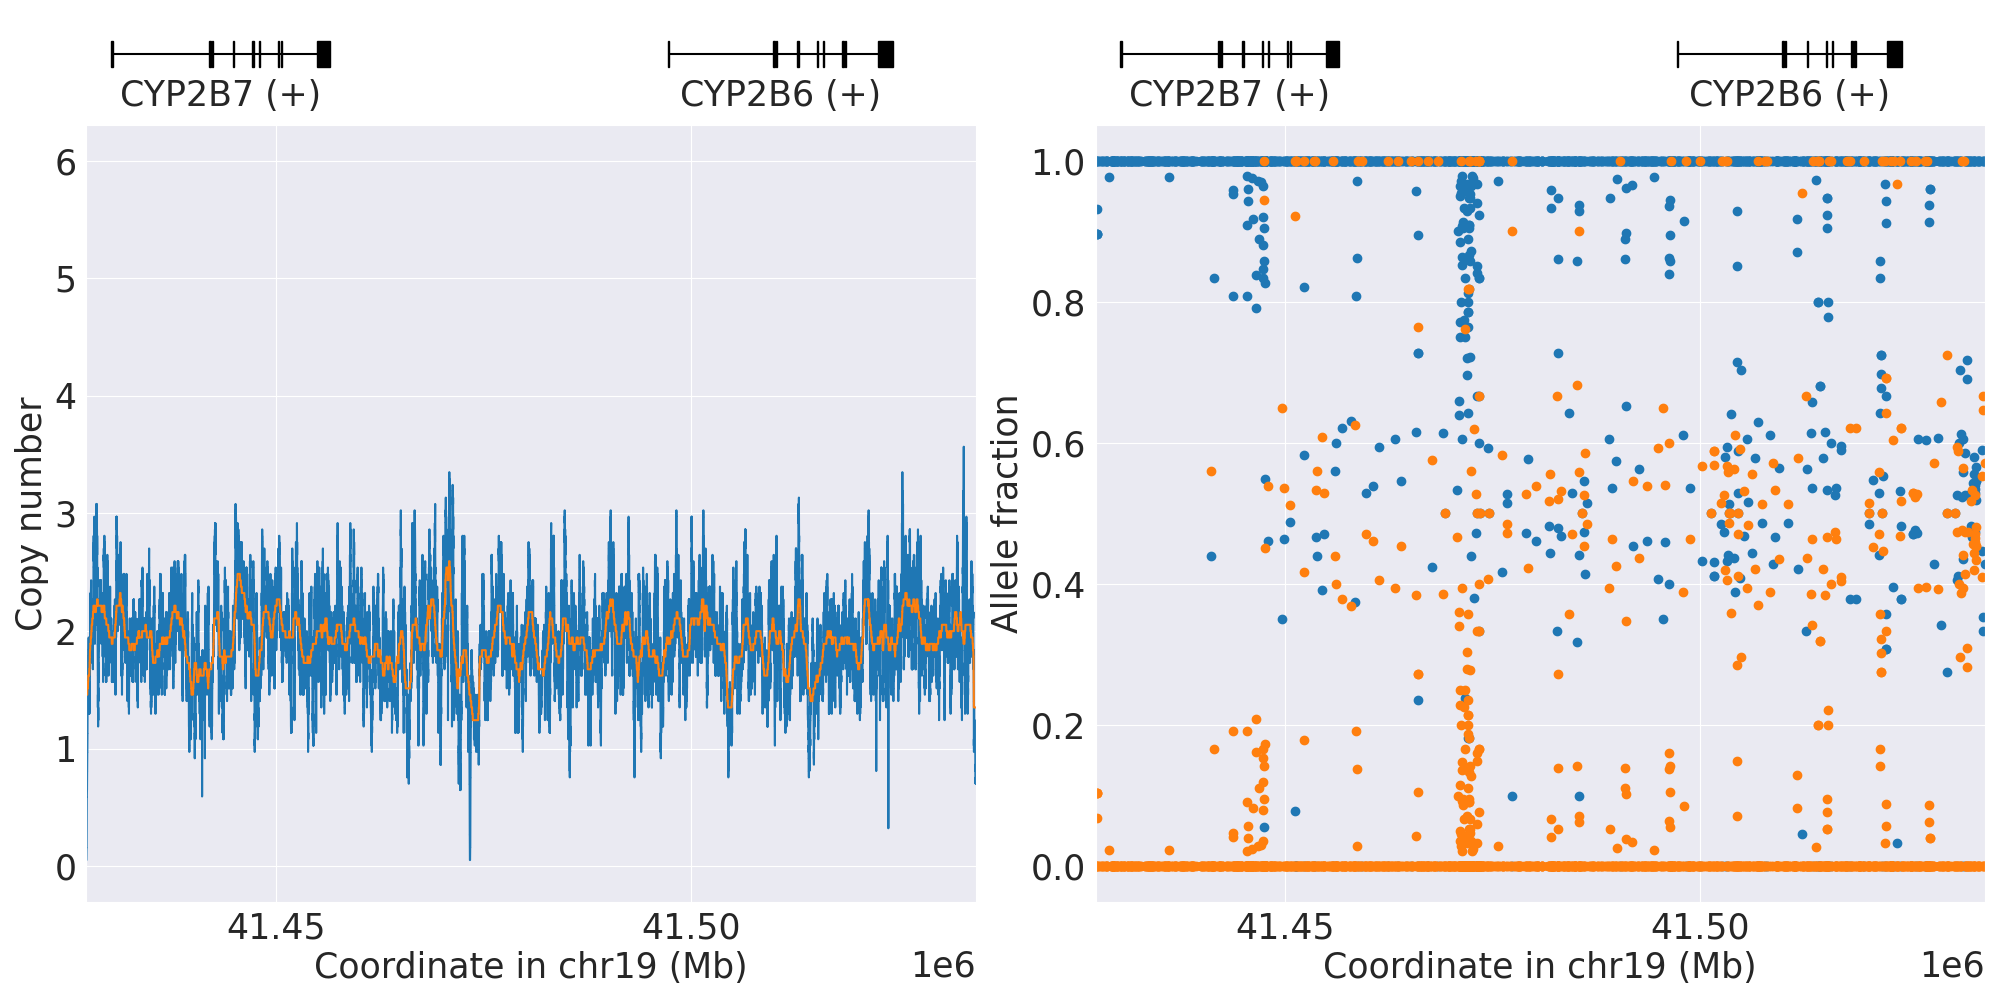 CYP2B7 (+)
CYP2B6 (+)
6
5
4
3
2
1
0
Copy number
41.45
41.50
Coordinate in chr19 (Mb)
1e6
CYP2B7 (+)
CYP2B6 (+)
1.0
0.8
0.6
0.4
0.2
0.0
Allele fraction
41.45
41.50
Coordinate in chr19 (Mb)
1e6